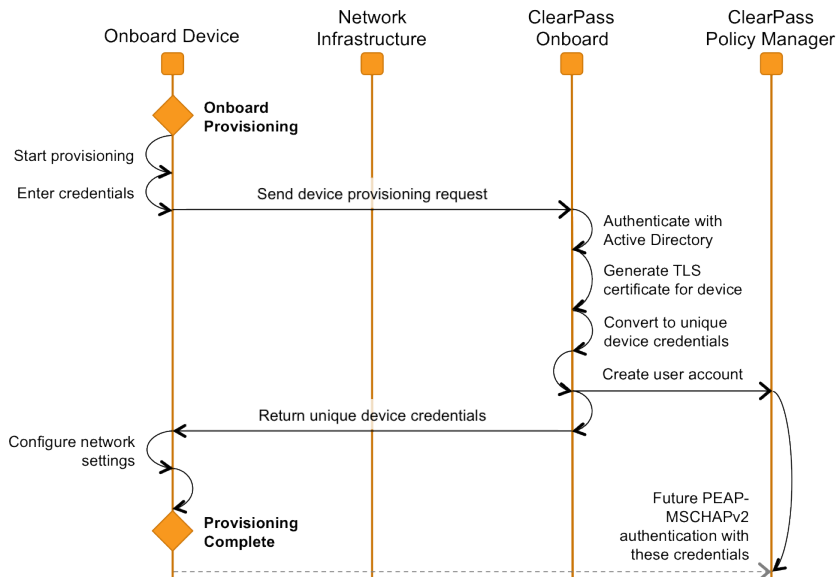 Onboard Device
Network
Infrastructure
ClearPass
Onboard
ClearPass
Policy Manager
Onboard
Provisioning
Start provisioning
Enter credentials
Send device provisioning request
Authenticate with
Active Directory
Generate TLS
certificate for device
Convert to unique
device credentials
Create user account
Return unique device credentials
Configure network
settings
Future PEAP-
MSCHAPv2
authentication with
these credentials
Provisioning
Complete